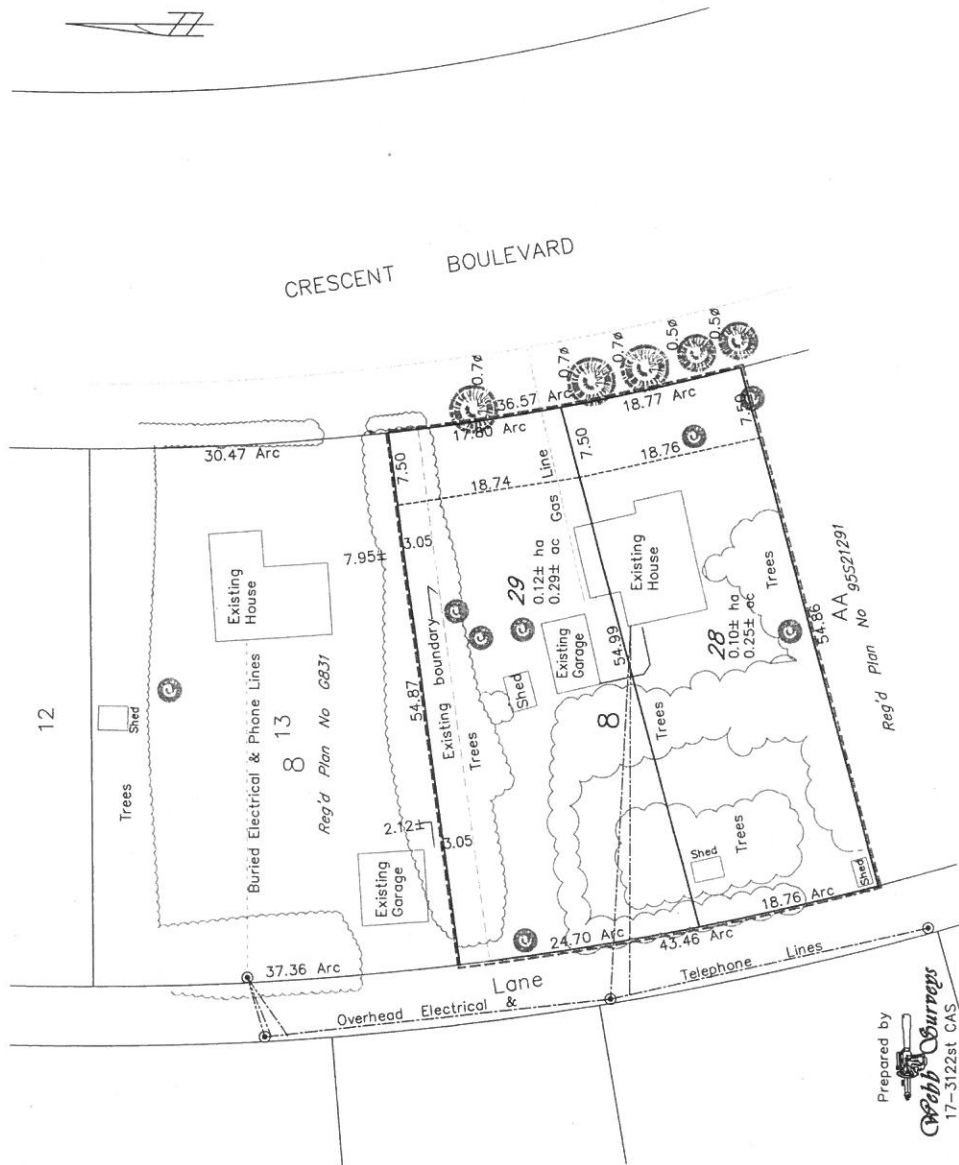 CRESCENT BOULEVARD
0.7ø
0.7ø
0.7ø
0.5ø
0.5ø
36.57 Arc
17.80 Arc
18.77 Arc
30.47 Arc
7.50
7.50
7.50
18.74
18.76
Gas Line
7.95±
3.05
Existing
House
Existing
House
29
0.12± ha
0.29± ac
28
0.10± ha
0.25± ac
Existing boundary
54.87
54.99
54.86
Existing
Garage
Shed
Trees
Trees
Trees
Trees
12
Shed
Trees
Buried Electrical & Phone Lines
13
8
Reg'd Plan No G831
8
AA
Reg'd Plan No 95S21291
2.12±
3.05
Existing
Garage
Shed
Shed
37.36 Arc
24.70 Arc
43.46 Arc
18.76 Arc
Lane
Overhead Electrical &
Telephone Lines
Prepared by
Webb Surveys
17-3122st CAS